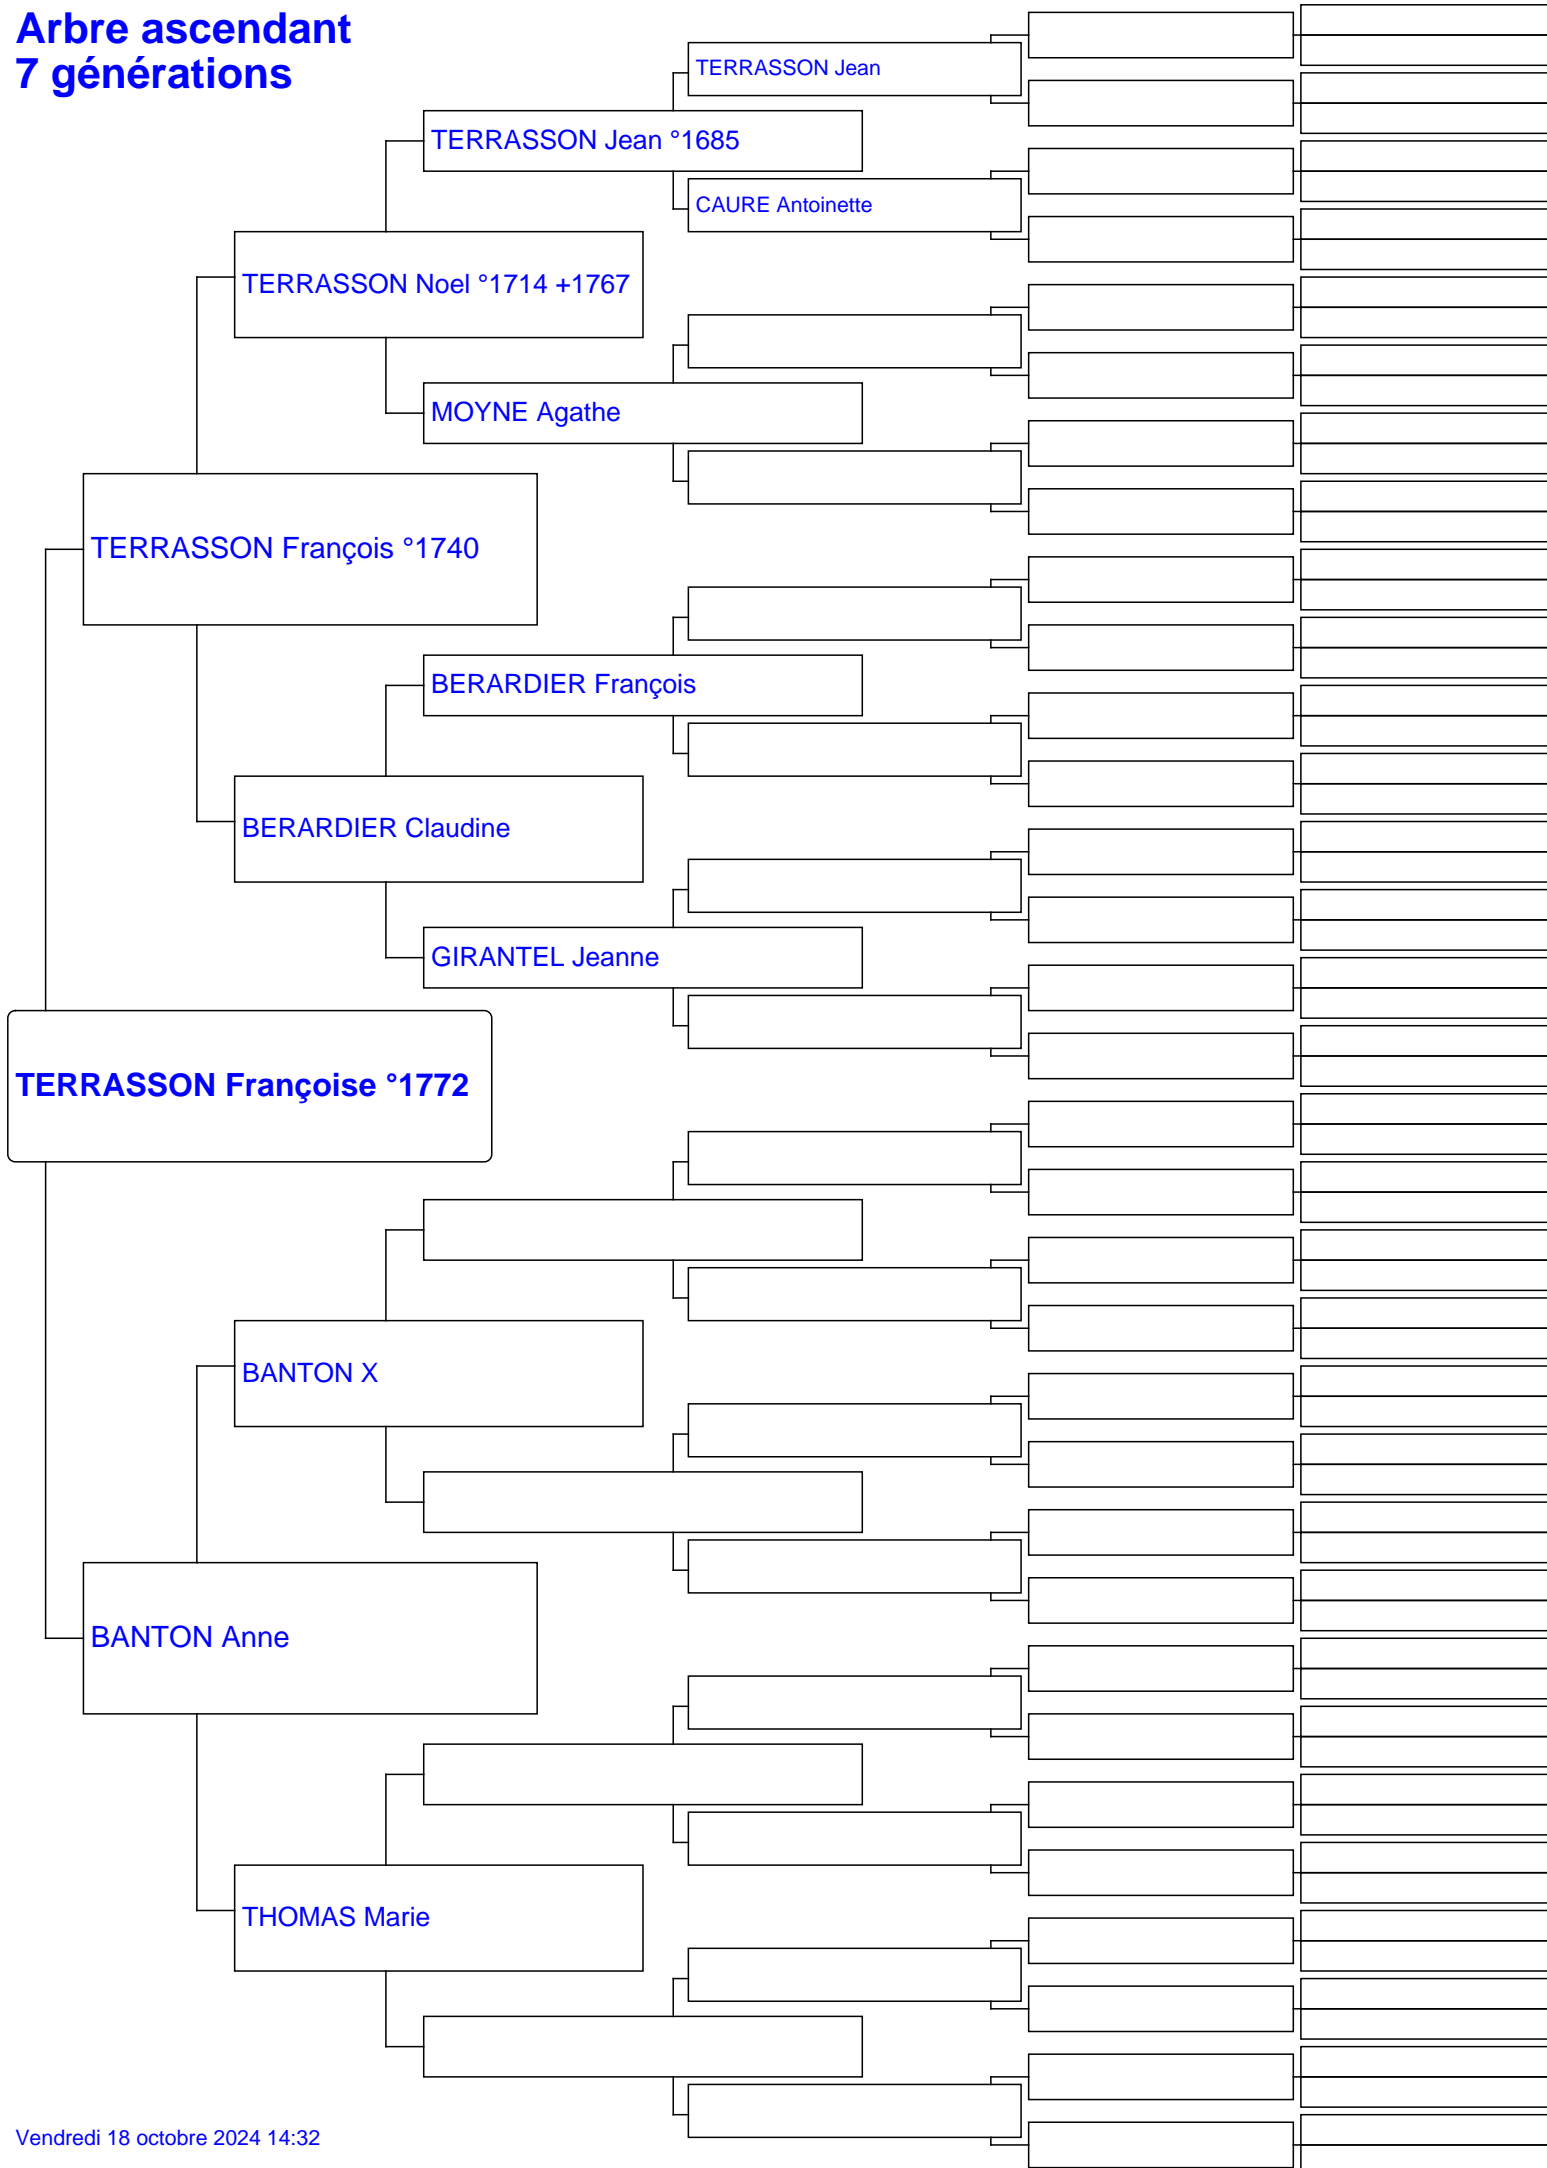 Arbre ascendant
7 générations
TERRASSON Jean
TERRASSON Jean °1685
CAURE Antoinette
TERRASSON Noel °1714 +1767
MOYNE Agathe
TERRASSON François °1740
BERARDIER François
BERARDIER Claudine
GIRANTEL Jeanne
TERRASSON Françoise °1772
BANTON X
BANTON Anne
THOMAS Marie
Vendredi 18 octobre 2024 14:32